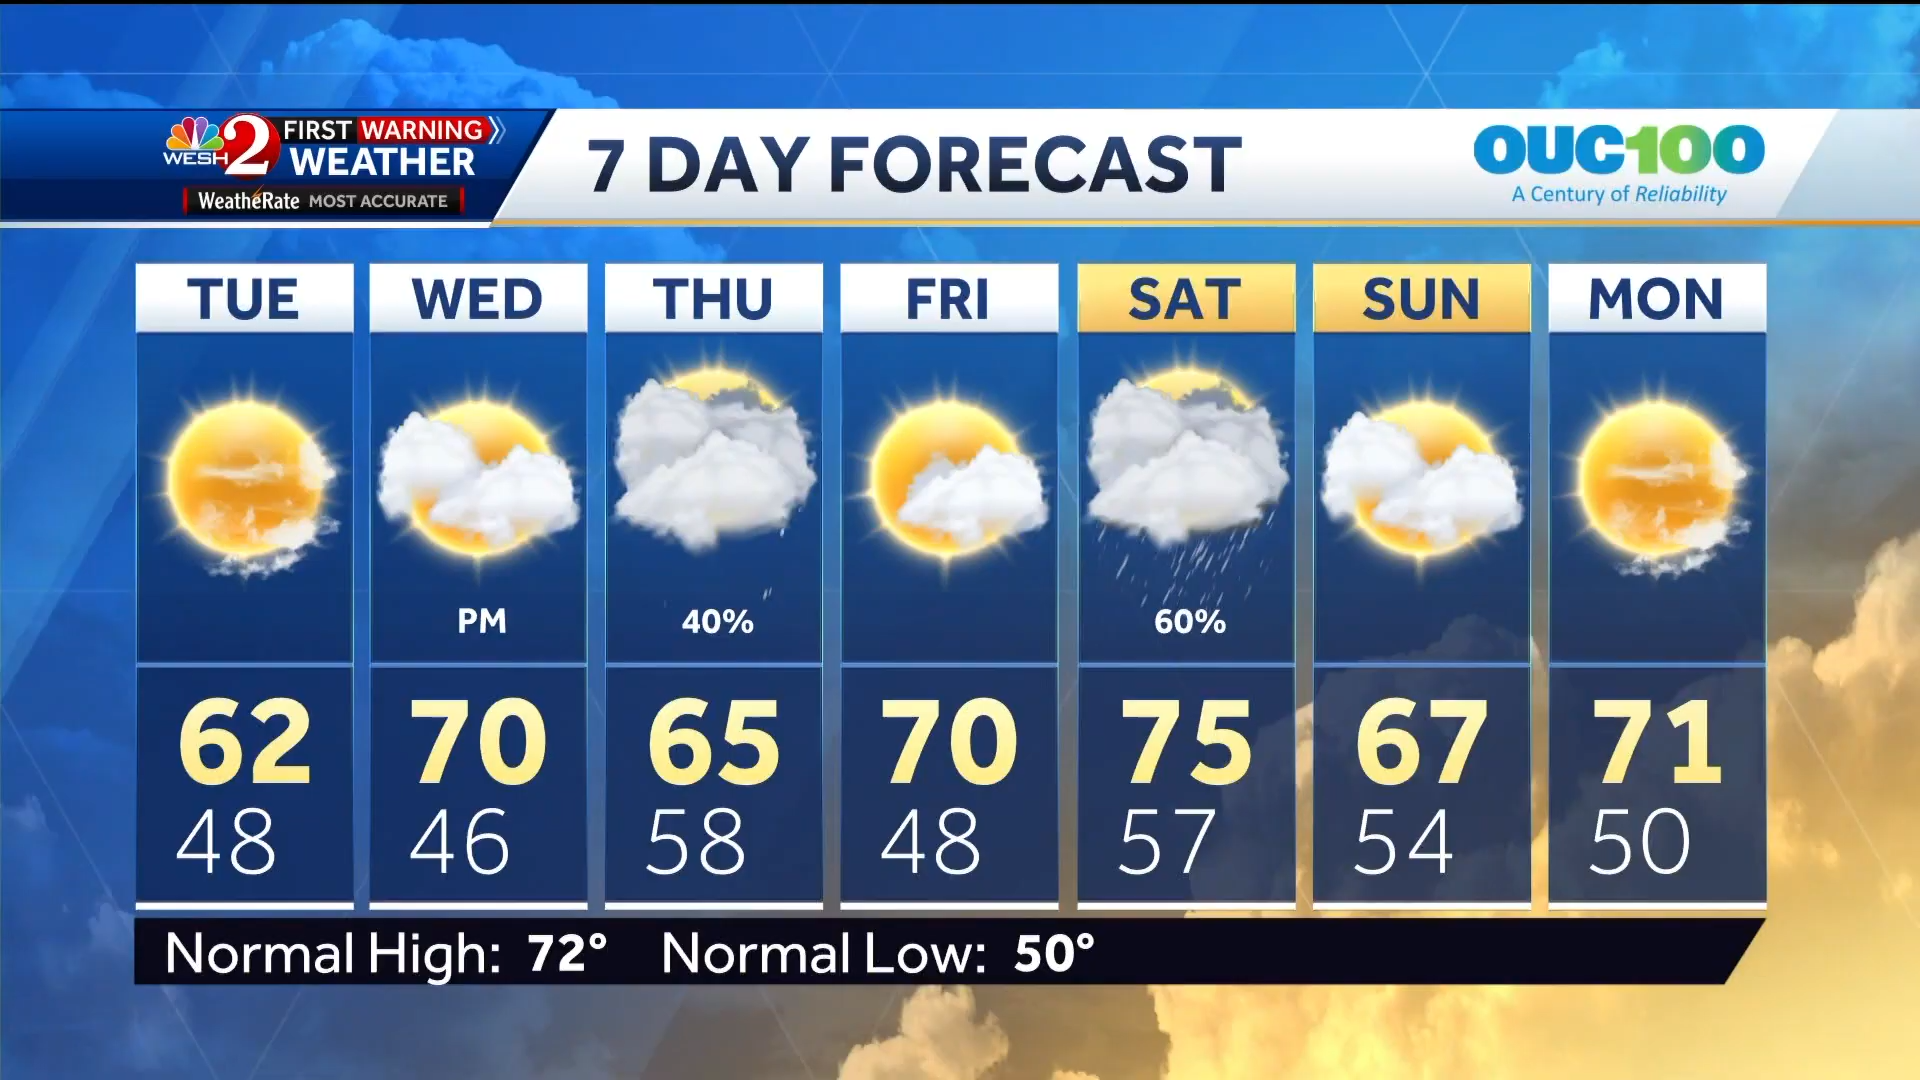 WESH 2 FIRST WARNING
WEATHER
WeatheRate MOST ACCURATE
7 DAY FORECAST
OUC100
A Century of Reliability
TUE WED THU FRI SAT SUN MON
PM 40% 60%
62 70 65 70 75 67 71
48 46 58 48 57 54 50
Normal High: 72° Normal Low: 50°